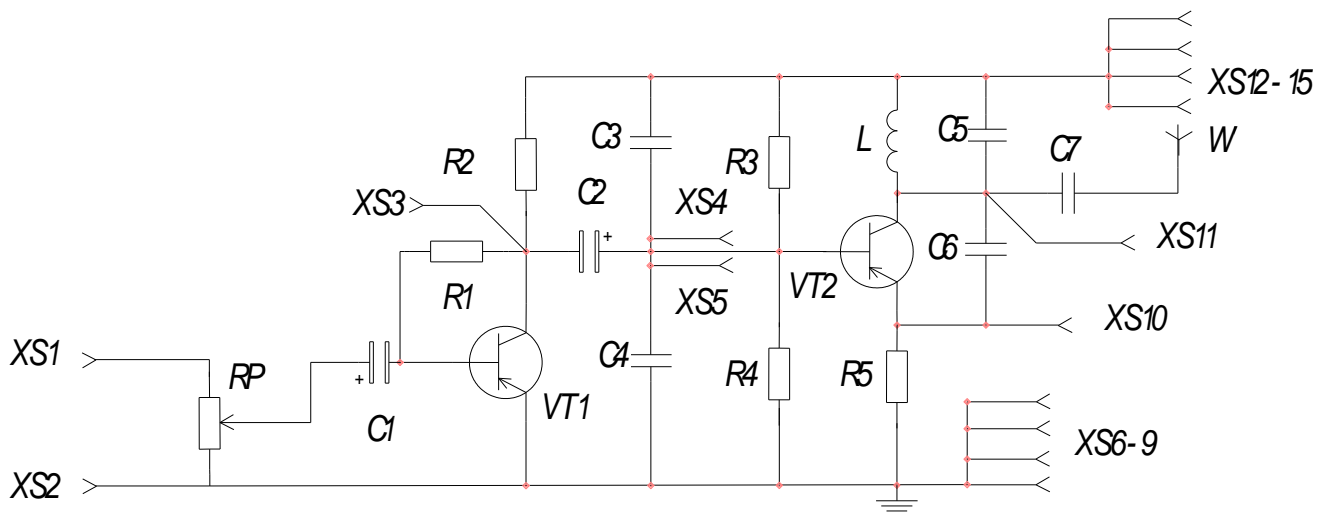 XS12-15
C3
C5
W
R2
R3
L
C7
C2
XS3
XS4
XS11
C6
R1
VT2
XS5
XS10
XS1
RP
C4
R4
R5
VT1
C1
XS6-9
XS2
+
+